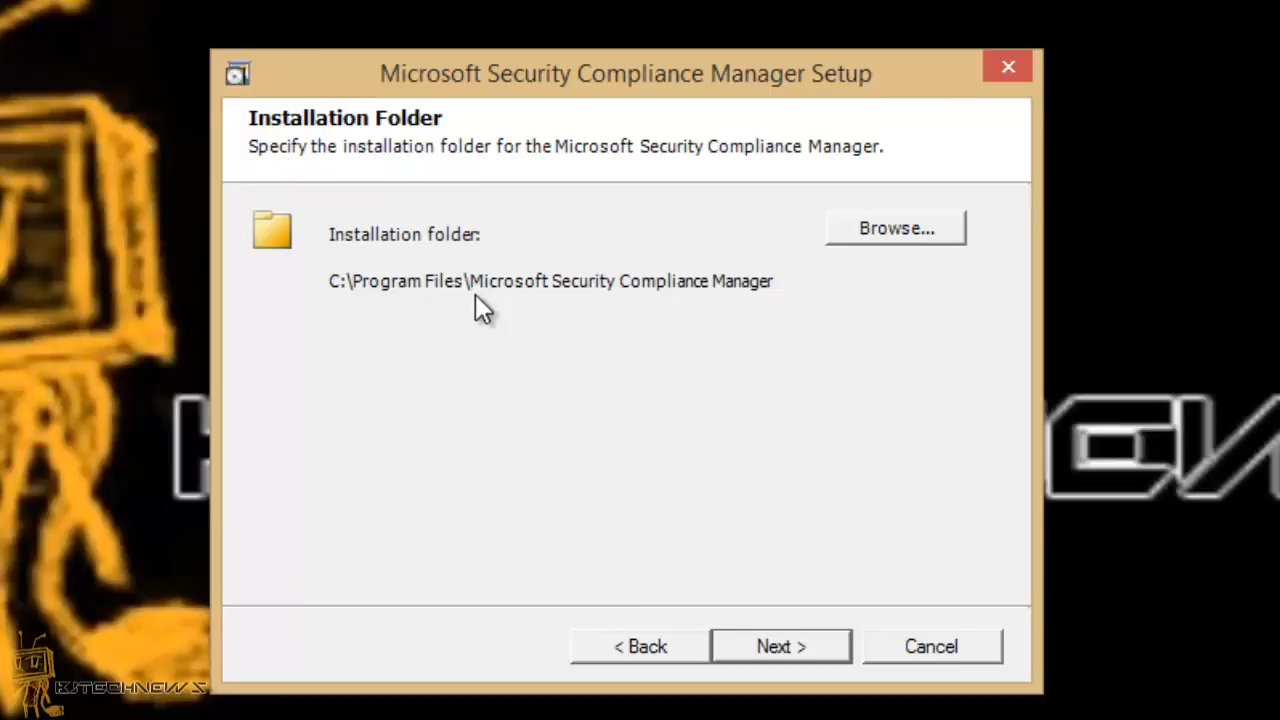 Microsoft Security Compliance Manager Setup
Installation Folder
Specify the installation folder for the Microsoft Security Compliance Manager.
Installation folder:
Browse...
C:\Program Files\Microsoft Security Compliance Manager
< Back
Next >
Cancel
KJTECHNEWS